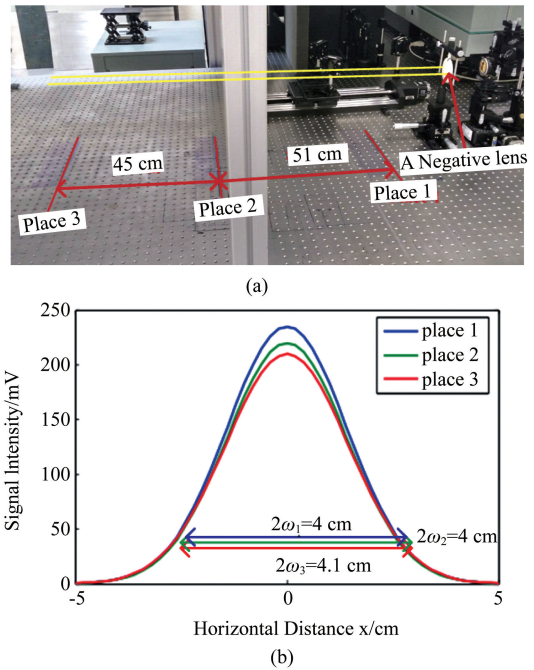 45 cm
51 cm
A Negative lens
Place 3
Place 2
Place 1
(a)
250
200
150
100
50
0
Signal Intensity/mV
place 1
place 2
place 3
2ω₁=4 cm
2ω₂=4 cm
2ω₃=4.1 cm
-5
0
5
Horizontal Distance x/cm
(b)